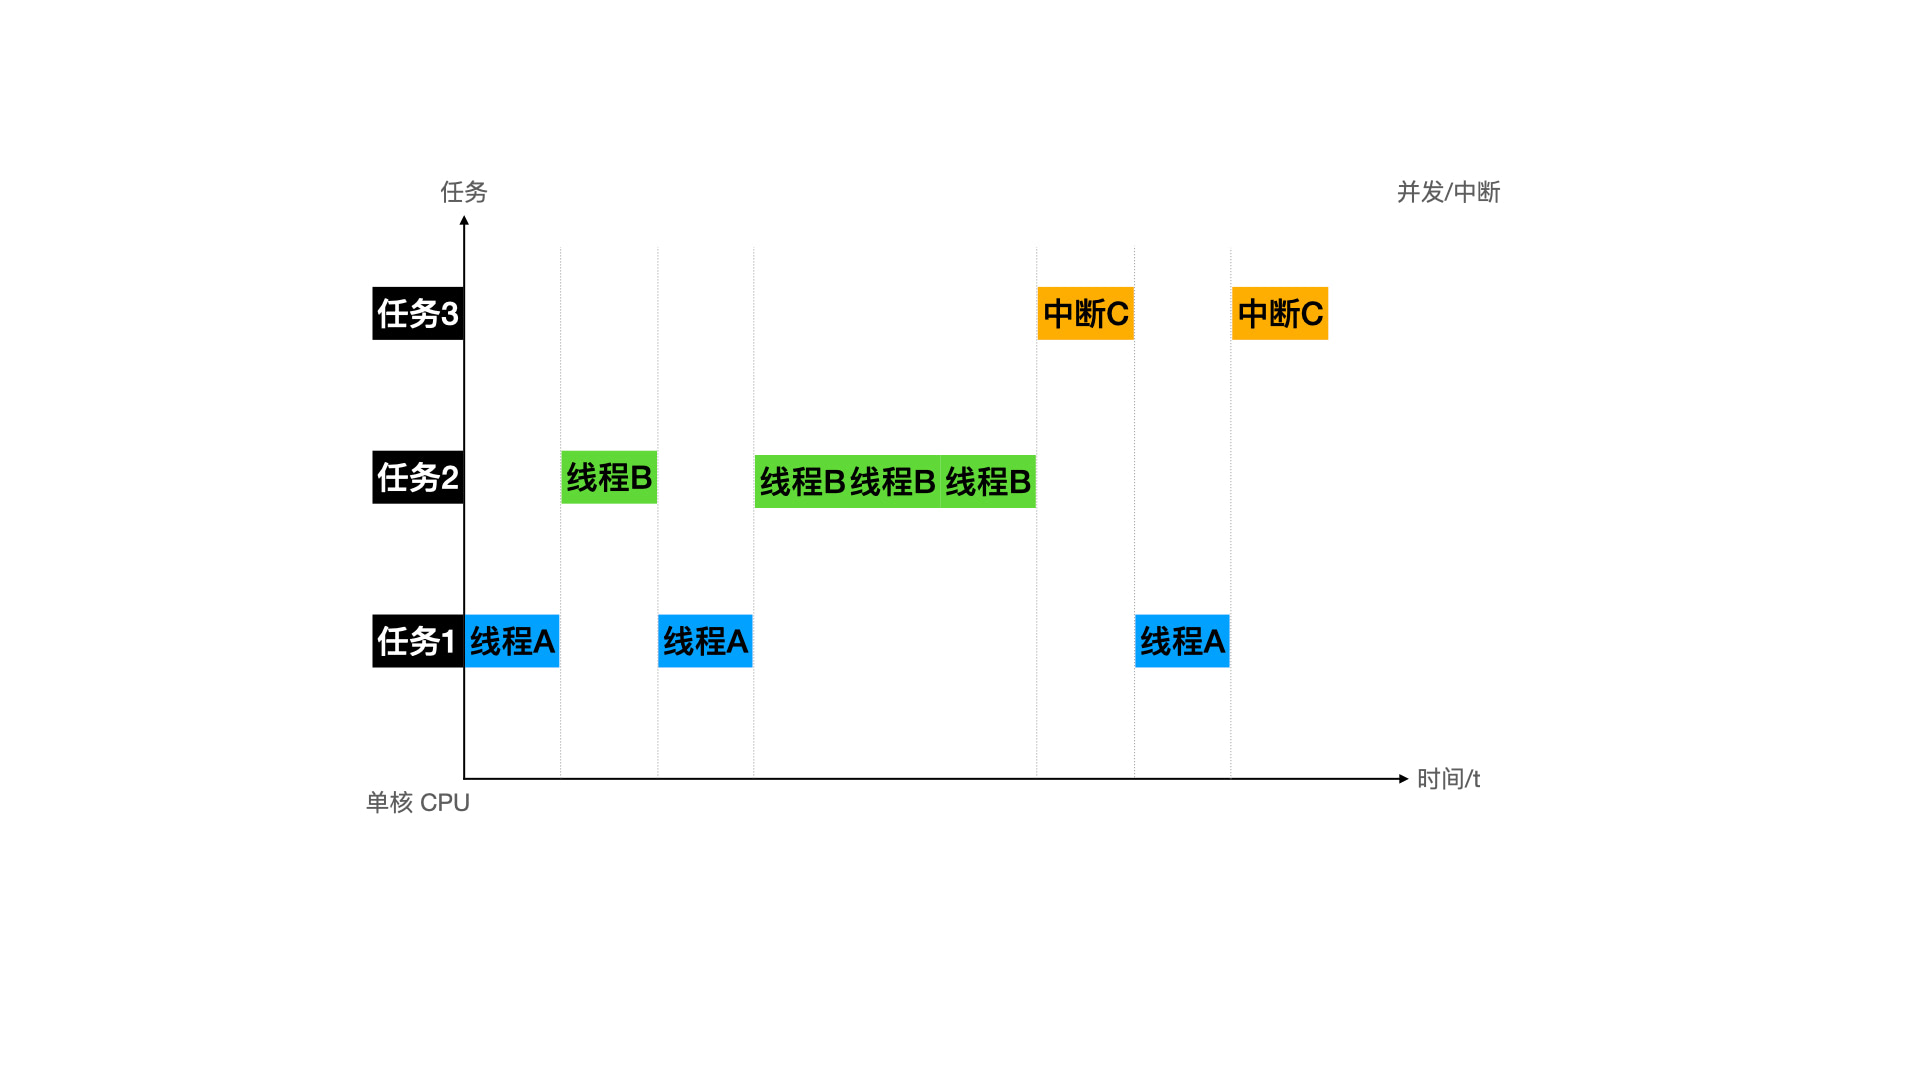 任务
并发/中断
任务3
中断C
中断C
任务2
线程B
线程B
线程B
线程B
任务1
线程A
线程A
线程A
时间/t
单核 CPU